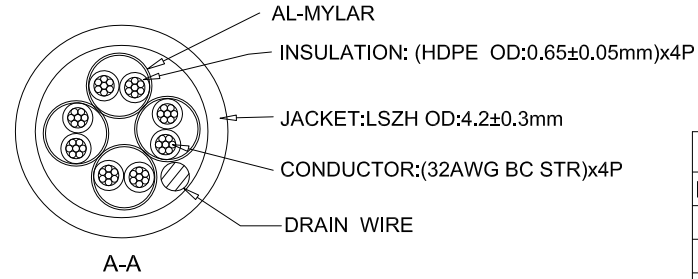 AL-MYLAR
INSULATION: (HDPE OD:0.65±0.05mm)x4P
JACKET:LSZH OD:4.2±0.3mm
CONDUCTOR:(32AWG BC STR)x4P
DRAIN WIRE
A-A